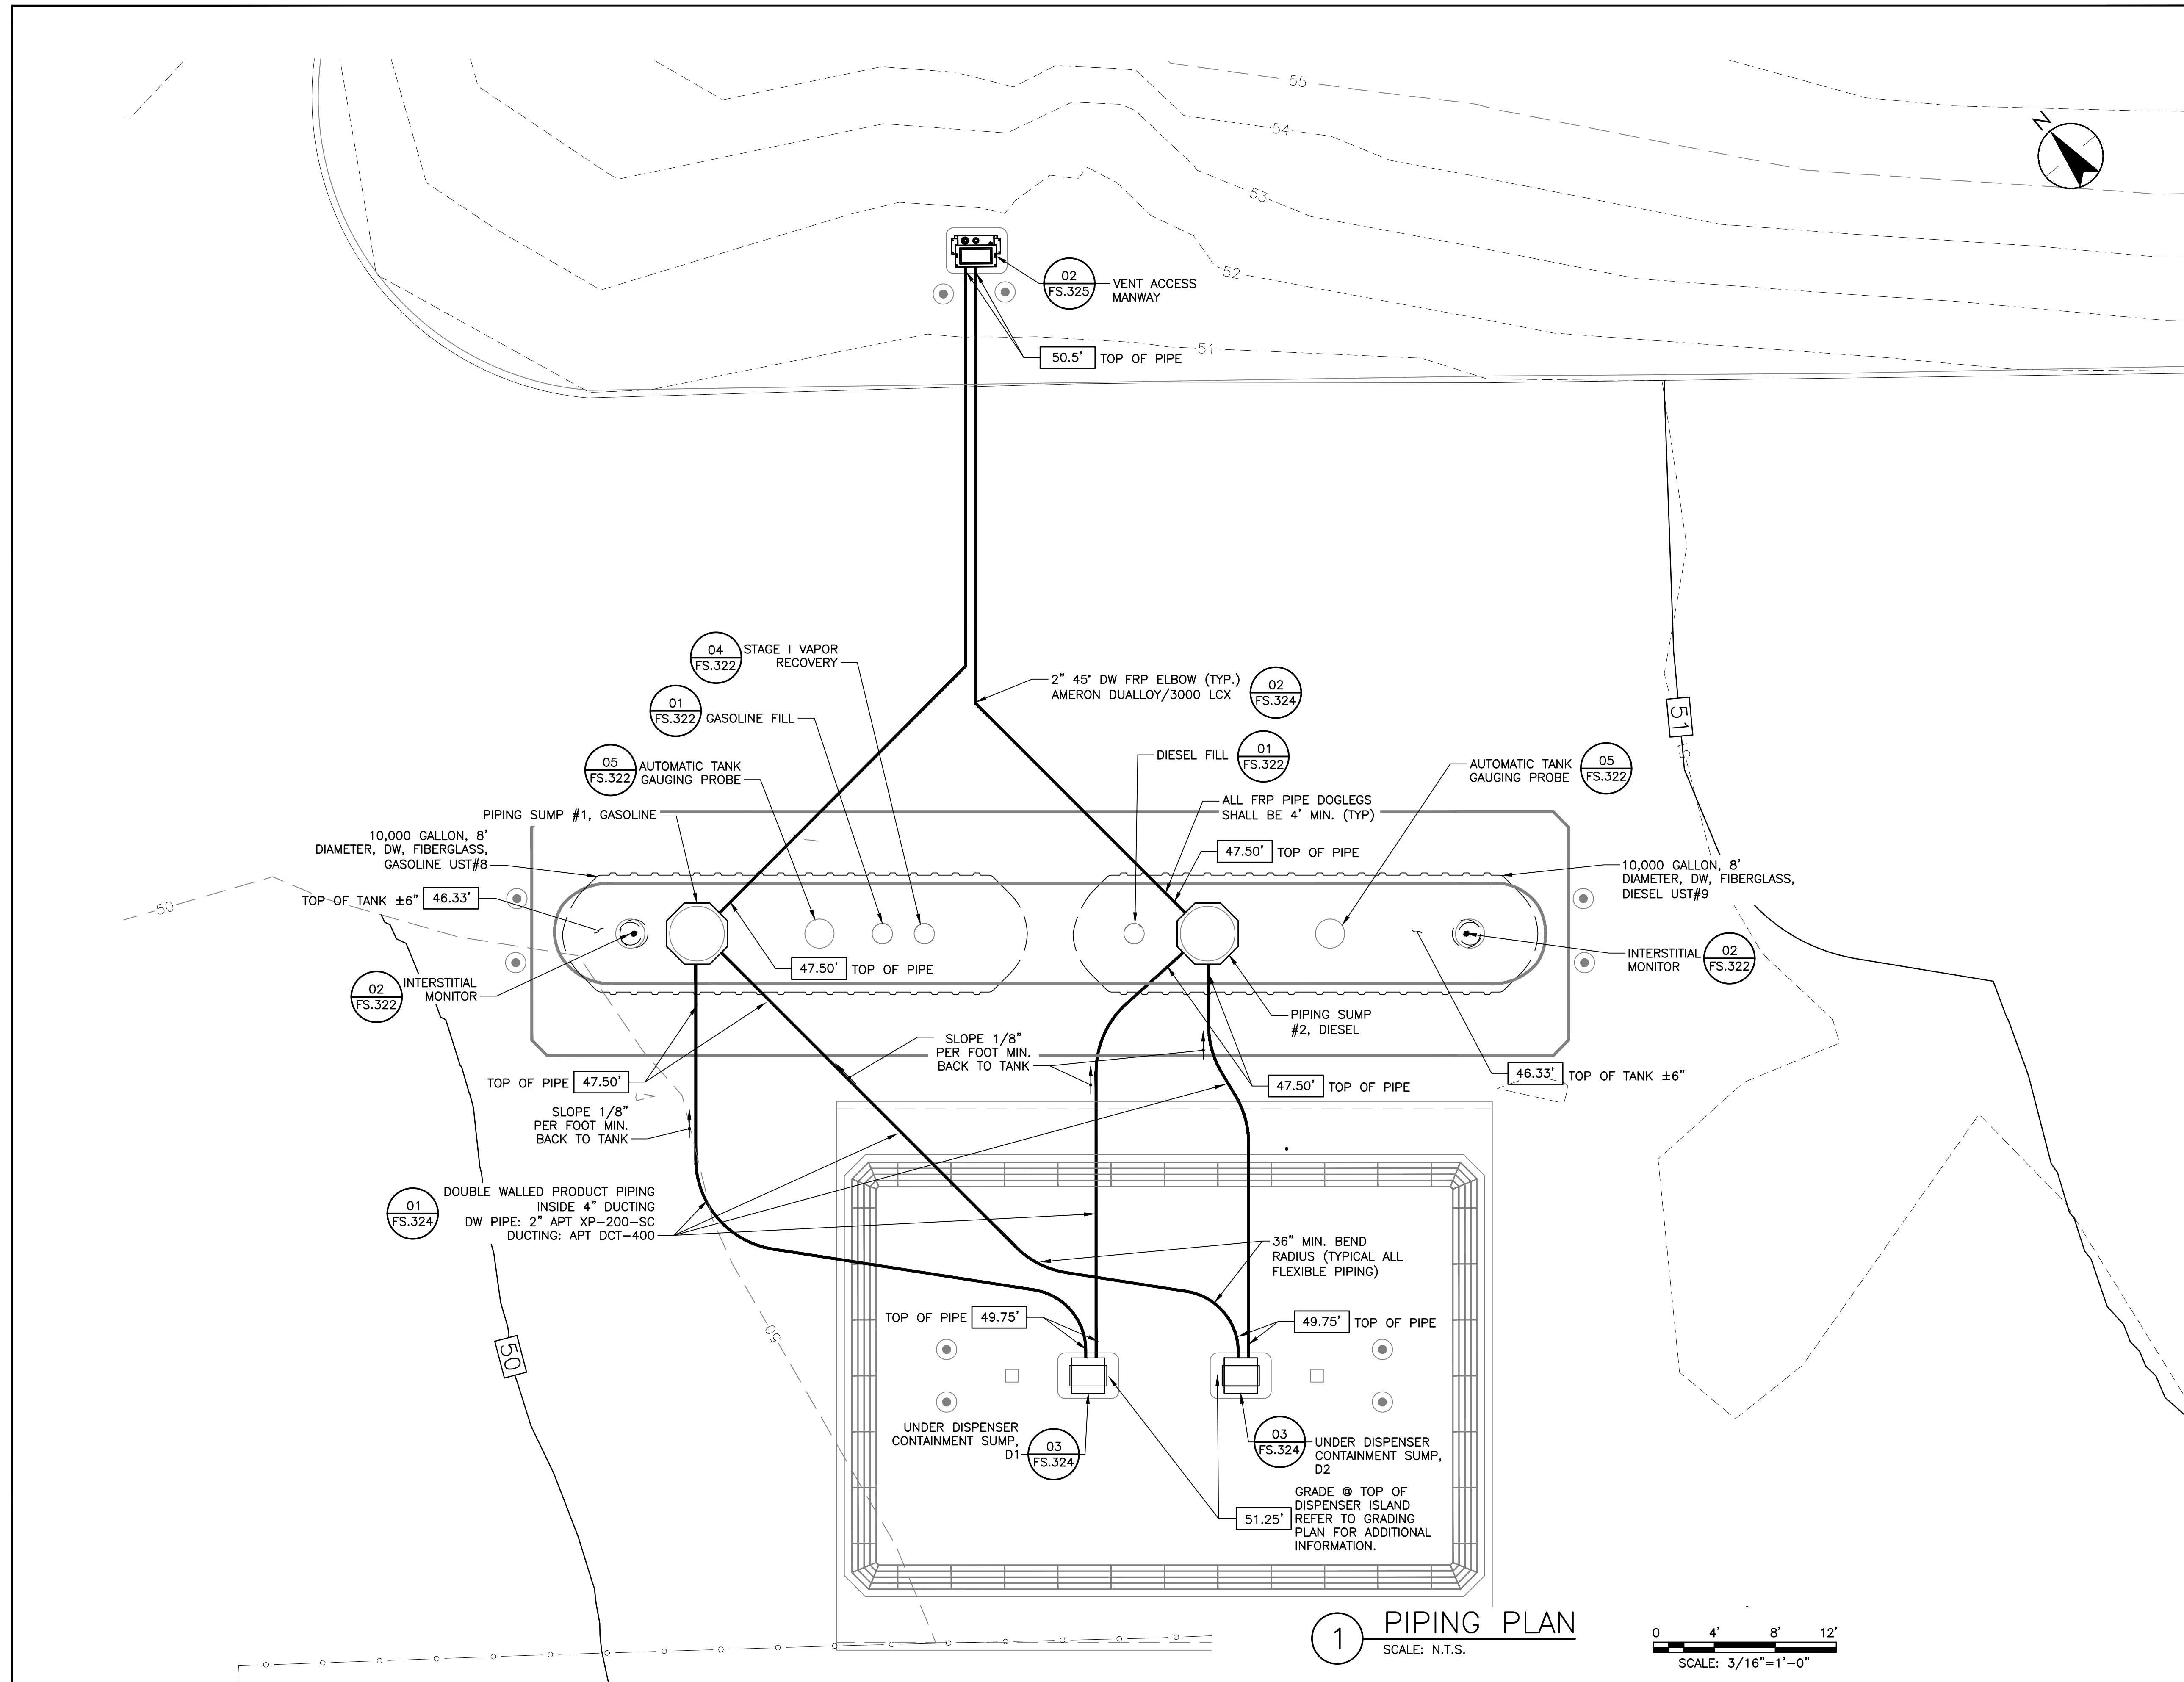 55
54
N
53
52
02
FS.325
VENT ACCESS
MANWAY
51
50.5’ TOP OF PIPE
04
FS.322
STAGE I VAPOR
RECOVERY
2” 45° DW FRP ELBOW (TYP.)
AMERON DUALLOY/3000 LCX
02
FS.324
01
FS.322
GASOLINE FILL
51
51
DIESEL FILL
01
FS.322
05
FS.322
AUTOMATIC TANK
GAUGING PROBE
AUTOMATIC TANK
GAUGING PROBE
05
FS.322
PIPING SUMP #1, GASOLINE
ALL FRP PIPE DOGLEGS
SHALL BE 4’ MIN. (TYP)
10,000 GALLON, 8’
DIAMETER, DW, FIBERGLASS,
GASOLINE UST#8
47.50’ TOP OF PIPE
10,000 GALLON, 8’
DIAMETER, DW, FIBERGLASS,
DIESEL UST#9
50
TOP OF TANK ±6” 46.33’
47.50’ TOP OF PIPE
INTERSTITIAL
MONITOR
02
FS.322
02
FS.322
INTERSTITIAL
MONITOR
PIPING SUMP
#2, DIESEL
SLOPE 1/8”
PER FOOT MIN.
BACK TO TANK
TOP OF PIPE 47.50’
47.50’ TOP OF PIPE
46.33’ TOP OF TANK ±6”
SLOPE 1/8”
PER FOOT MIN.
BACK TO TANK
01
FS.324
DOUBLE WALLED PRODUCT PIPING
INSIDE 4” DUCTING
DW PIPE: 2” APT XP-200-SC
DUCTING: APT DCT-400
36” MIN. BEND
RADIUS (TYPICAL ALL
FLEXIBLE PIPING)
TOP OF PIPE 49.75’
49.75’ TOP OF PIPE
50
50
UNDER DISPENSER
CONTAINMENT SUMP,
D1
03
FS.324
03
FS.324
UNDER DISPENSER
CONTAINMENT SUMP,
D2
51.25’
GRADE @ TOP OF
DISPENSER ISLAND
REFER TO GRADING
PLAN FOR ADDITIONAL
INFORMATION.
1
PIPING PLAN
SCALE: N.T.S.
0 4’ 8’ 12’
SCALE: 3/16”=1’-0”